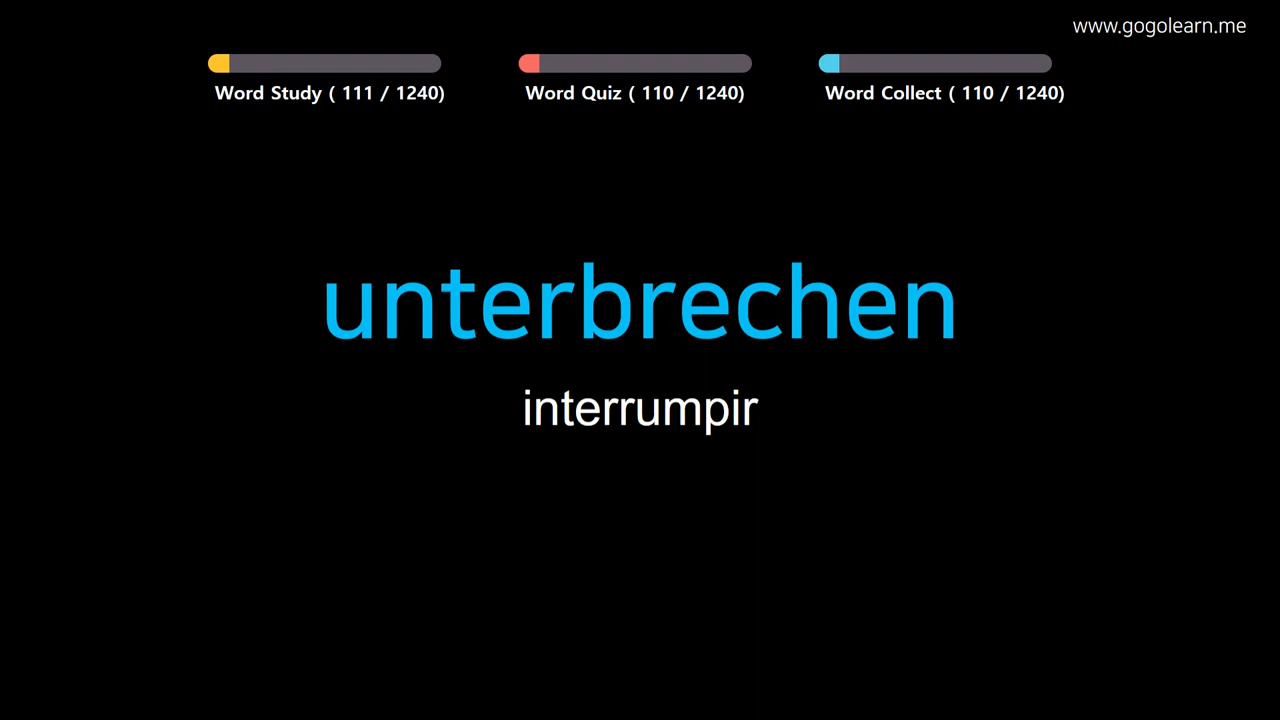 www.gogolearn.me
Word Study ( 111 / 1240)
Word Quiz ( 110 / 1240)
Word Collect ( 110 / 1240)
unterbrechen
interrumpir